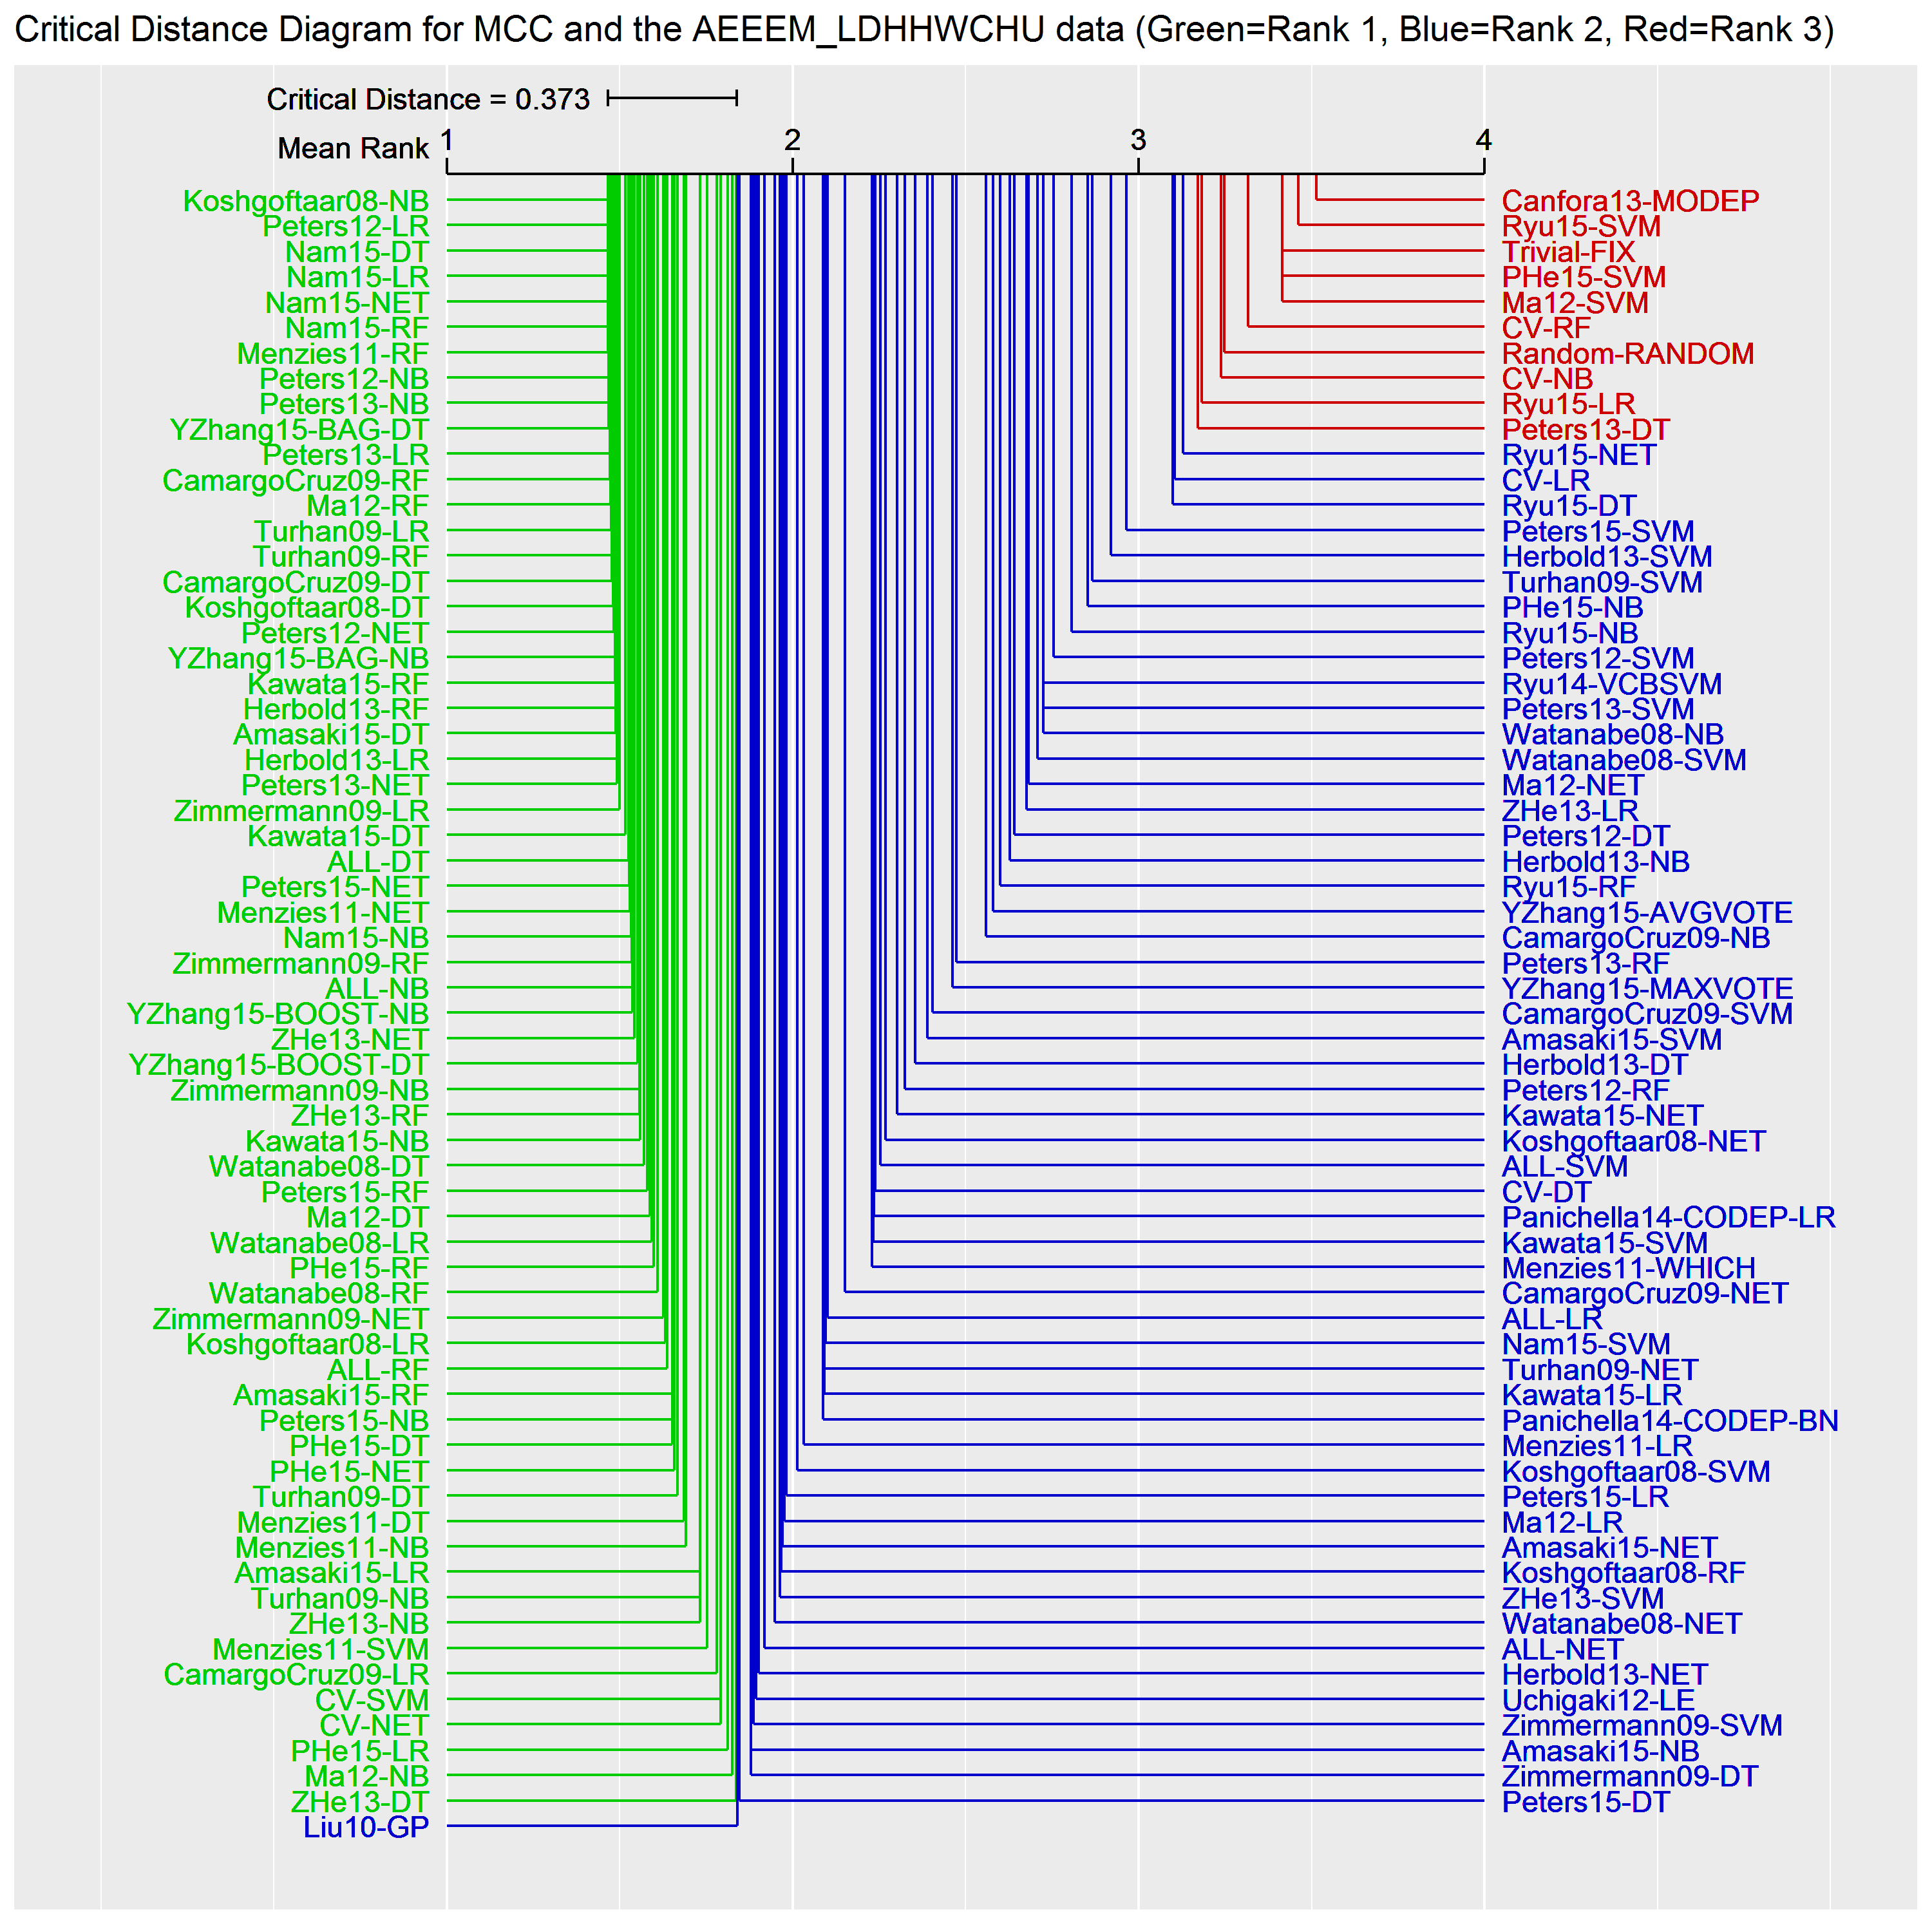 Critical Distance Diagram for MCC and the AEEEM_LDHHWCHU data (Green=Rank 1, Blue=Rank 2, Red=Rank 3)
Critical Distance = 0.373
Mean Rank 1 2 3 4
Koshgoftaar08-NB
Peters12-LR
Nam15-DT
Nam15-LR
Nam15-NET
Nam15-RF
Menzies11-RF
Peters12-NB
Peters13-NB
YZhang15-BAG-DT
Peters13-LR
CamargoCruz09-RF
Ma12-RF
Turhan09-LR
Turhan09-RF
CamargoCruz09-DT
Koshgoftaar08-DT
Peters12-NET
YZhang15-BAG-NB
Kawata15-RF
Herbold13-RF
Amasaki15-DT
Herbold13-LR
Peters13-NET
Zimmermann09-LR
Kawata15-DT
ALL-DT
Peters15-NET
Menzies11-NET
Nam15-NB
Zimmermann09-RF
ALL-NB
YZhang15-BOOST-NB
ZHe13-NET
YZhang15-BOOST-DT
Zimmermann09-NB
ZHe13-RF
Kawata15-NB
Watanabe08-DT
Peters15-RF
Ma12-DT
Watanabe08-LR
PHe15-RF
Watanabe08-RF
Zimmermann09-NET
Koshgoftaar08-LR
ALL-RF
Amasaki15-RF
Peters15-NB
PHe15-DT
PHe15-NET
Turhan09-DT
Menzies11-DT
Menzies11-NB
Amasaki15-LR
Turhan09-NB
ZHe13-NB
Menzies11-SVM
CamargoCruz09-LR
CV-SVM
CV-NET
PHe15-LR
Ma12-NB
ZHe13-DT
Liu10-GP
Canfora13-MODEP
Ryu15-SVM
Trivial-FIX
PHe15-SVM
Ma12-SVM
CV-RF
Random-RANDOM
CV-NB
Ryu15-LR
Peters13-DT
Ryu15-NET
CV-LR
Ryu15-DT
Peters15-SVM
Herbold13-SVM
Turhan09-SVM
PHe15-NB
Ryu15-NB
Peters12-SVM
Ryu14-VCBSVM
Peters13-SVM
Watanabe08-NB
Watanabe08-SVM
Ma12-NET
ZHe13-LR
Peters12-DT
Herbold13-NB
Ryu15-RF
YZhang15-AVGVOTE
CamargoCruz09-NB
Peters13-RF
YZhang15-MAXVOTE
CamargoCruz09-SVM
Amasaki15-SVM
Herbold13-DT
Peters12-RF
Kawata15-NET
Koshgoftaar08-NET
ALL-SVM
CV-DT
Panichella14-CODEP-LR
Kawata15-SVM
Menzies11-WHICH
CamargoCruz09-NET
ALL-LR
Nam15-SVM
Turhan09-NET
Kawata15-LR
Panichella14-CODEP-BN
Menzies11-LR
Koshgoftaar08-SVM
Peters15-LR
Ma12-LR
Amasaki15-NET
Koshgoftaar08-RF
ZHe13-SVM
Watanabe08-NET
ALL-NET
Herbold13-NET
Uchigaki12-LE
Zimmermann09-SVM
Amasaki15-NB
Zimmermann09-DT
Peters15-DT